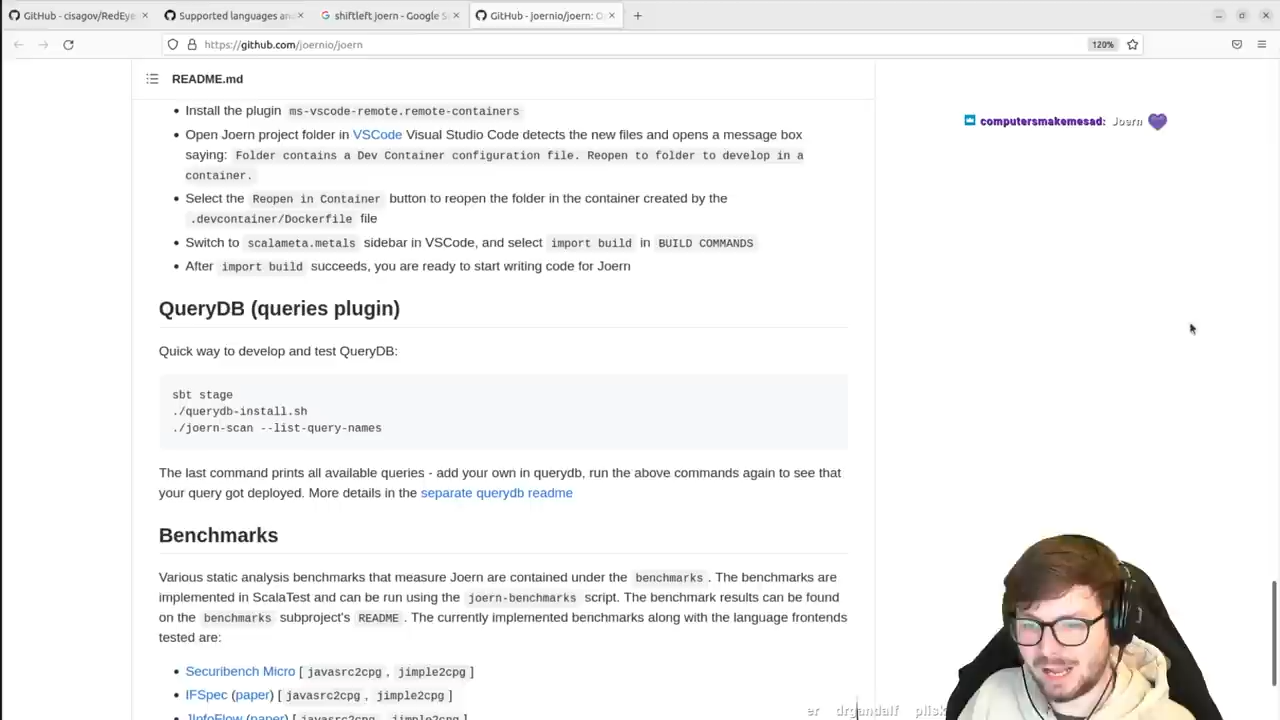 GitHub - cisagov/RedEye
Supported languages an
shiftleft joern - Google S
GitHub - joernio/joern: O
https://github.com/joernio/joern
120%
README.md
Install the plugin ms-vscode-remote.remote-containers
Open Joern project folder in VSCode Visual Studio Code detects the new files and opens a message box
saying: Folder contains a Dev Container configuration file. Reopen to folder to develop in a
container.
Select the Reopen in Container button to reopen the folder in the container created by the
.devcontainer/Dockerfile file
Switch to scalameta.metals sidebar in VSCode, and select import build in BUILD COMMANDS
After import build succeeds, you are ready to start writing code for Joern
computersmakemesad: Joern
QueryDB (queries plugin)
Quick way to develop and test QueryDB:
sbt stage
./querydb-install.sh
./joern-scan --list-query-names
The last command prints all available queries - add your own in querydb, run the above commands again to see that
your query got deployed. More details in the separate querydb readme
Benchmarks
Various static analysis benchmarks that measure Joern are contained under the benchmarks. The benchmarks are
implemented in ScalaTest and can be run using the joern-benchmarks script. The benchmark results can be found
on the benchmarks subproject's README. The currently implemented benchmarks along with the language frontends
tested are:
Securibench Micro [ javasrc2cpg, jimple2cpg ]
IFSpec (paper) [ javasrc2cpg, jimple2cpg ]
JInfoFlow (paper) [ javasrc2cpg, jimple2cpg ]
er drgandalf plisk